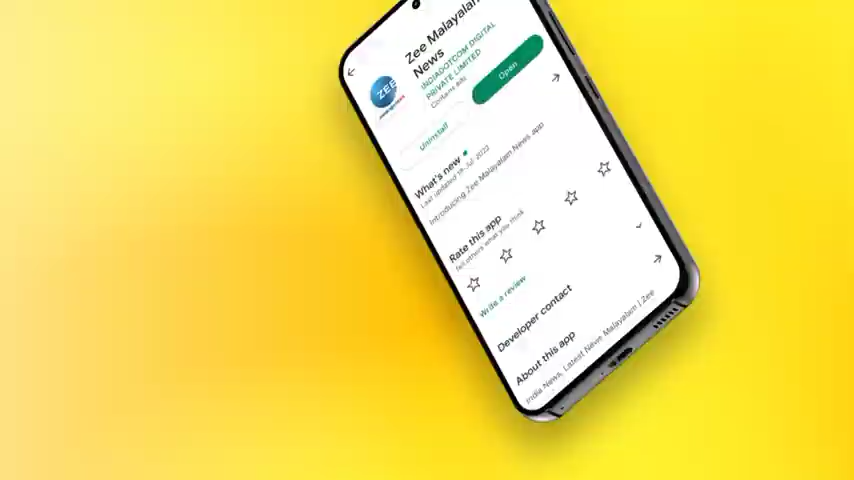 Zee Malayalam
News
INDIADOTCOM DIGITAL
PRIVATE LIMITED
Contains ads
ZEE
Uninstall
Open
What's new
Last updated 18 Jul 2022
Introducing Zee Malayalam News app
Rate this app
Tell others what you think
Write a review
Developer contact
About this app
India News, Latest News Malayalam | Zee